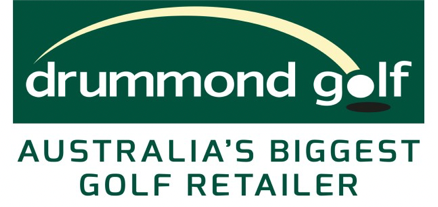 drummond golf
AUSTRALIA'S BIGGEST
GOLF RETAILER